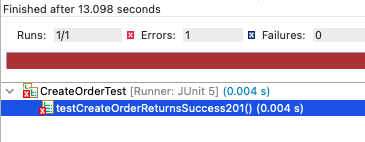 Finished after 13.098 seconds
Runs: 1/1 Errors: 1 Failures: 0
CreateOrderTest [Runner: JUnit 5] (0.004 s)
testCreateOrderReturnsSuccess201() (0.004 s)